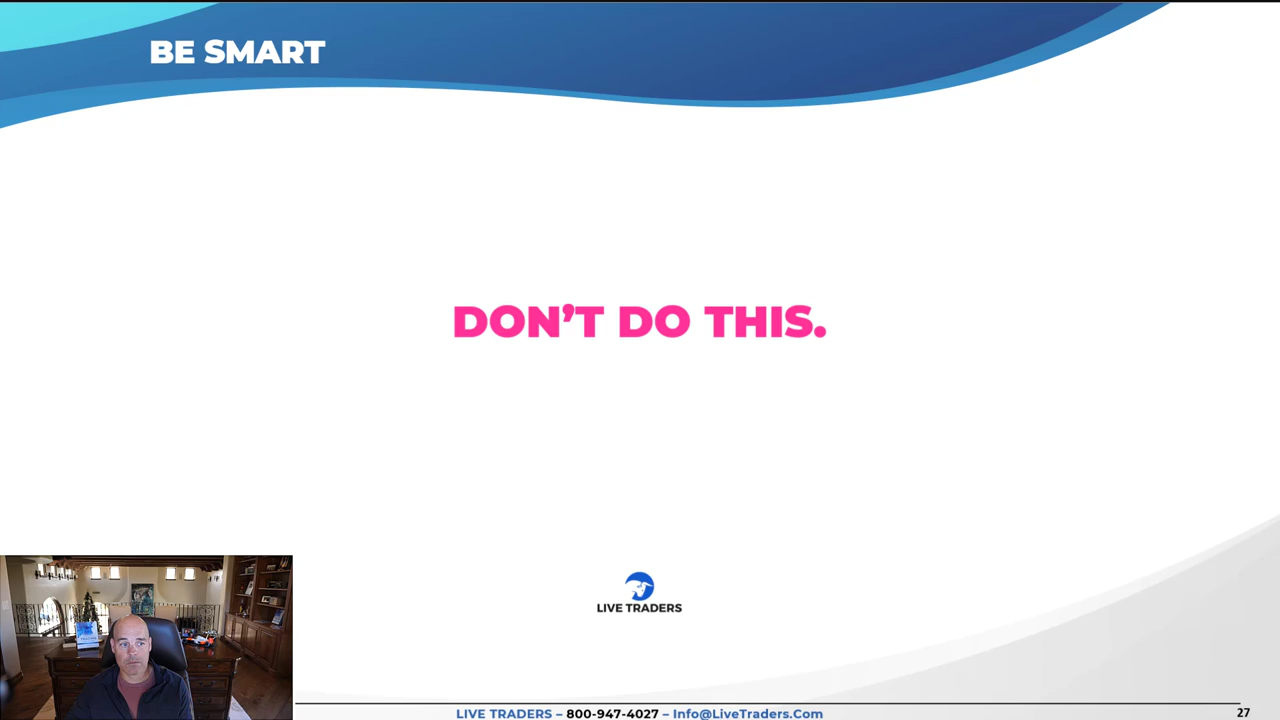 BE SMART
DON’T DO THIS.
LIVE TRADERS
LIVE TRADERS – 800-947-4027 – Info@LiveTraders.Com
27